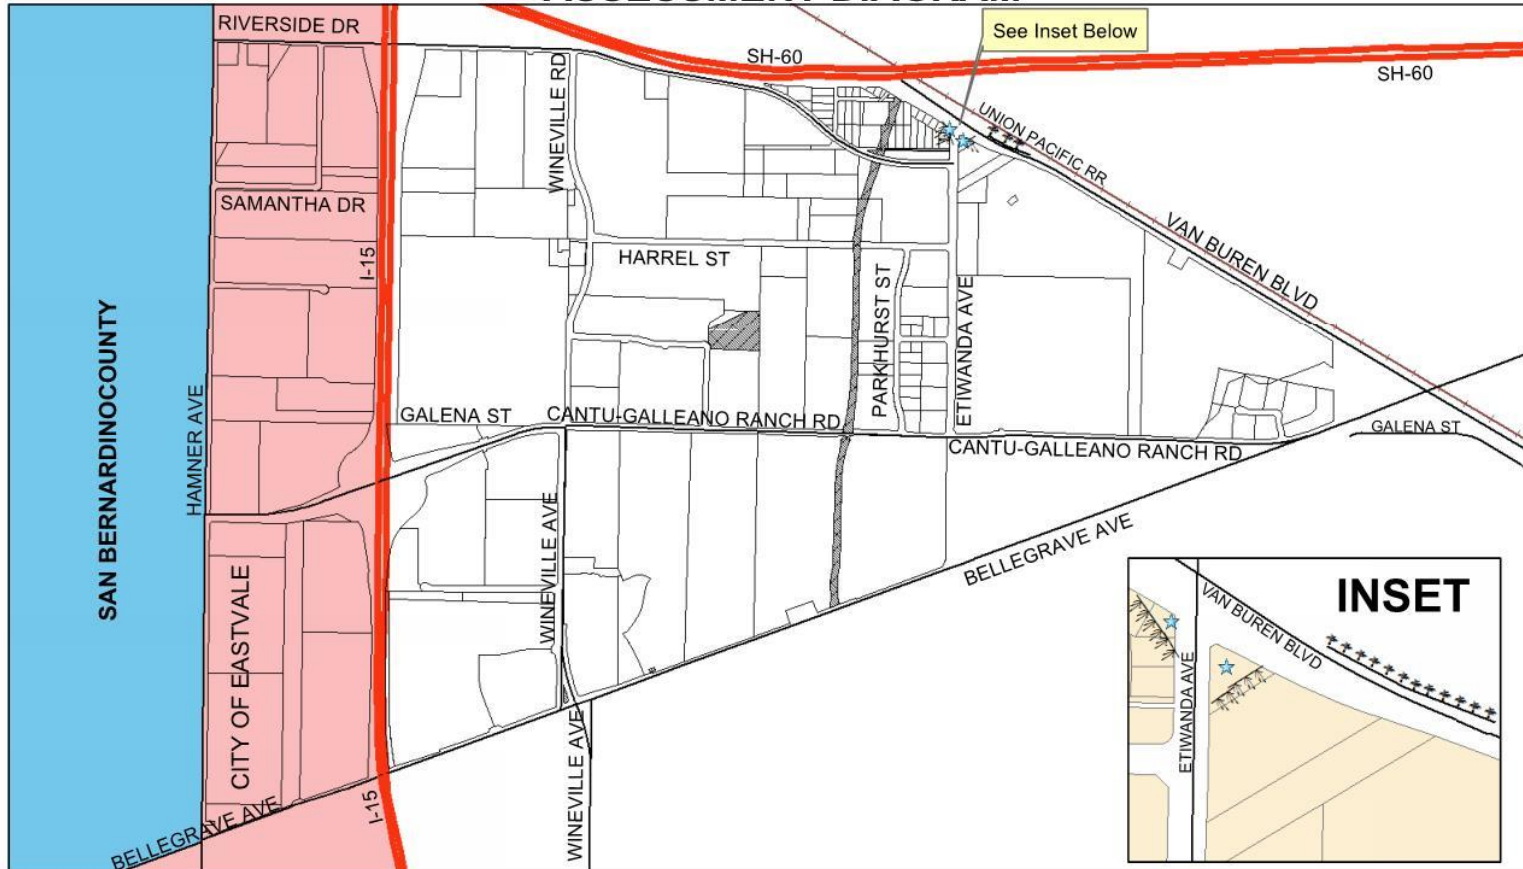 ASSESSMENT DIAGRAM
RIVERSIDE DR
See Inset Below
SH-60
SH-60
WINEVILLE RD
UNION PACIFIC RR
SAMANTHA DR
VAN BUREN BLVD
I-15
HARREL ST
PARKHURST ST
ETIWANDA AVE
SAN BERNARDINOCOUNTY
HAMNER AVE
GALENA ST
CANTU-GALLEANO RANCH RD
CANTU-GALLEANO RANCH RD
GALENA ST
WINEVILLE AVE
BELLEGRAVE AVE
CITY OF EASTVALE
INSET
VAN BUREN BLVD
ETIWANDA AVE
WINEVILLE AVE
I-15
BELLEGRAVE AVE